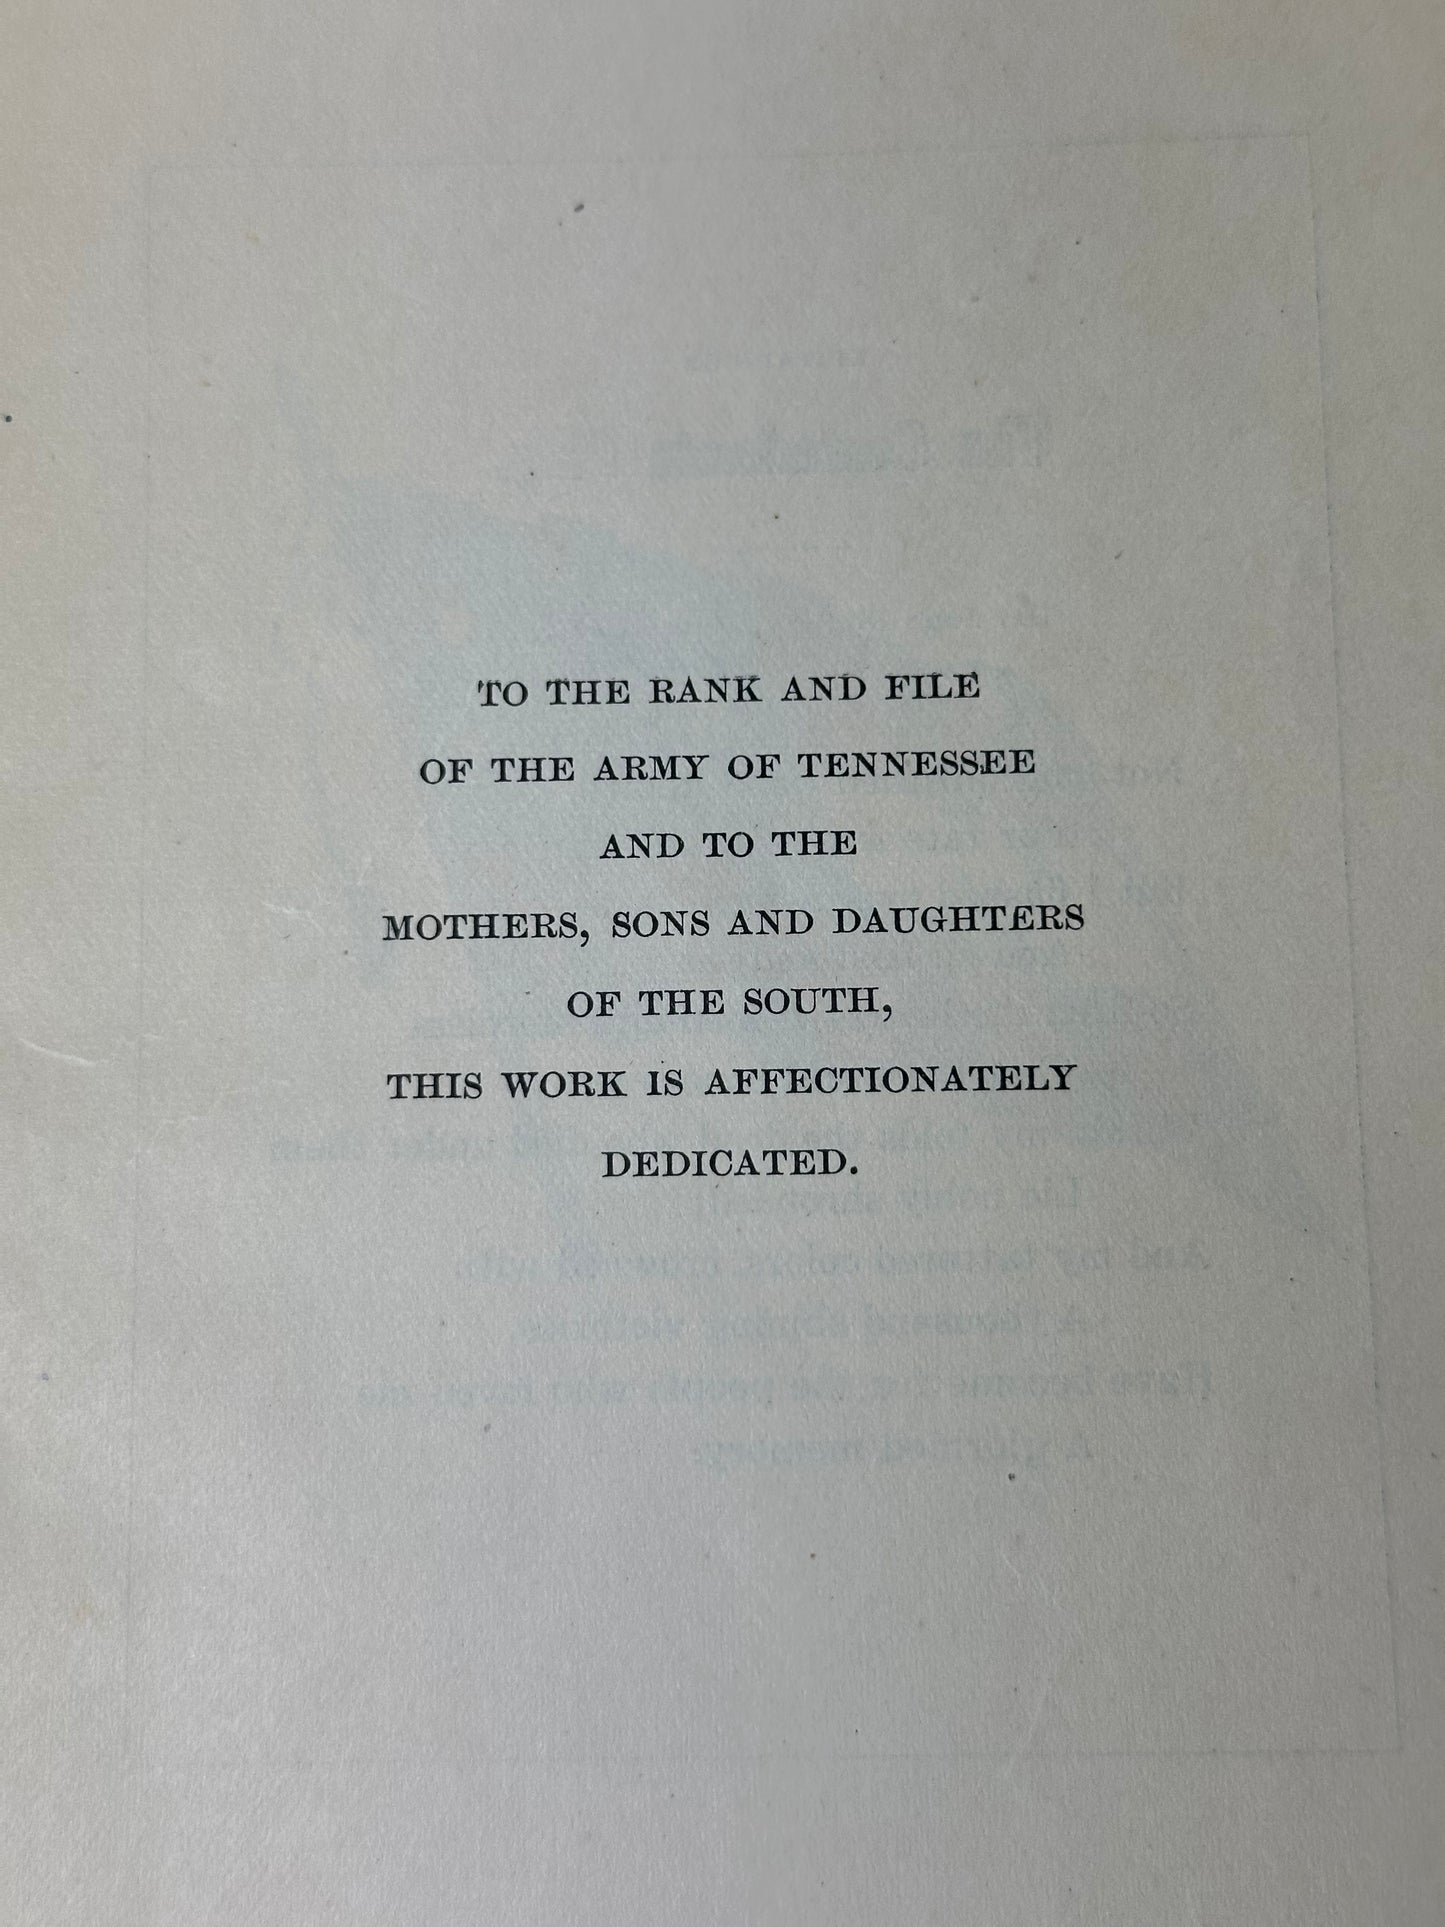 TO THE RANK AND FILE
OF THE ARMY OF TENNESSEE
AND TO THE
MOTHERS, SONS AND DAUGHTERS
OF THE SOUTH,
THIS WORK IS AFFECTIONATELY
DEDICATED.